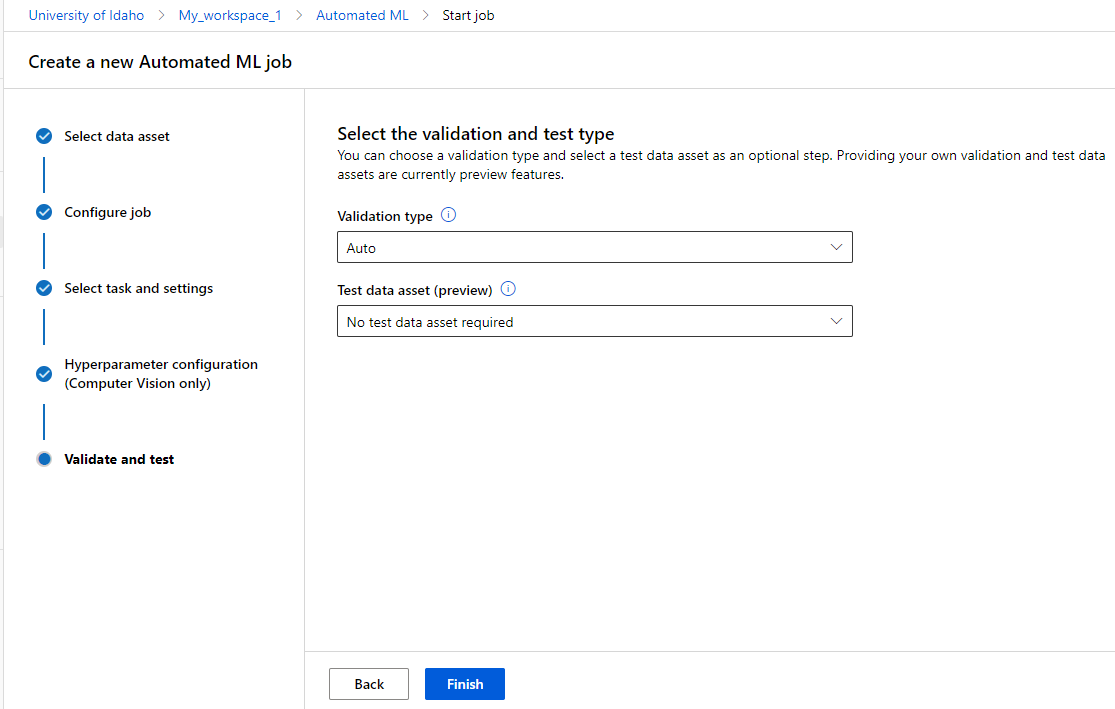 University of Idaho > My_workspace_1 > Automated ML > Start job
Create a new Automated ML job
Select data asset
Configure job
Select task and settings
Hyperparameter configuration
(Computer Vision only)
Validate and test
Select the validation and test type
You can choose a validation type and select a test data asset as an optional step. Providing your own validation and test data
assets are currently preview features.
Validation type
Auto
Test data asset (preview)
No test data asset required
Back
Finish